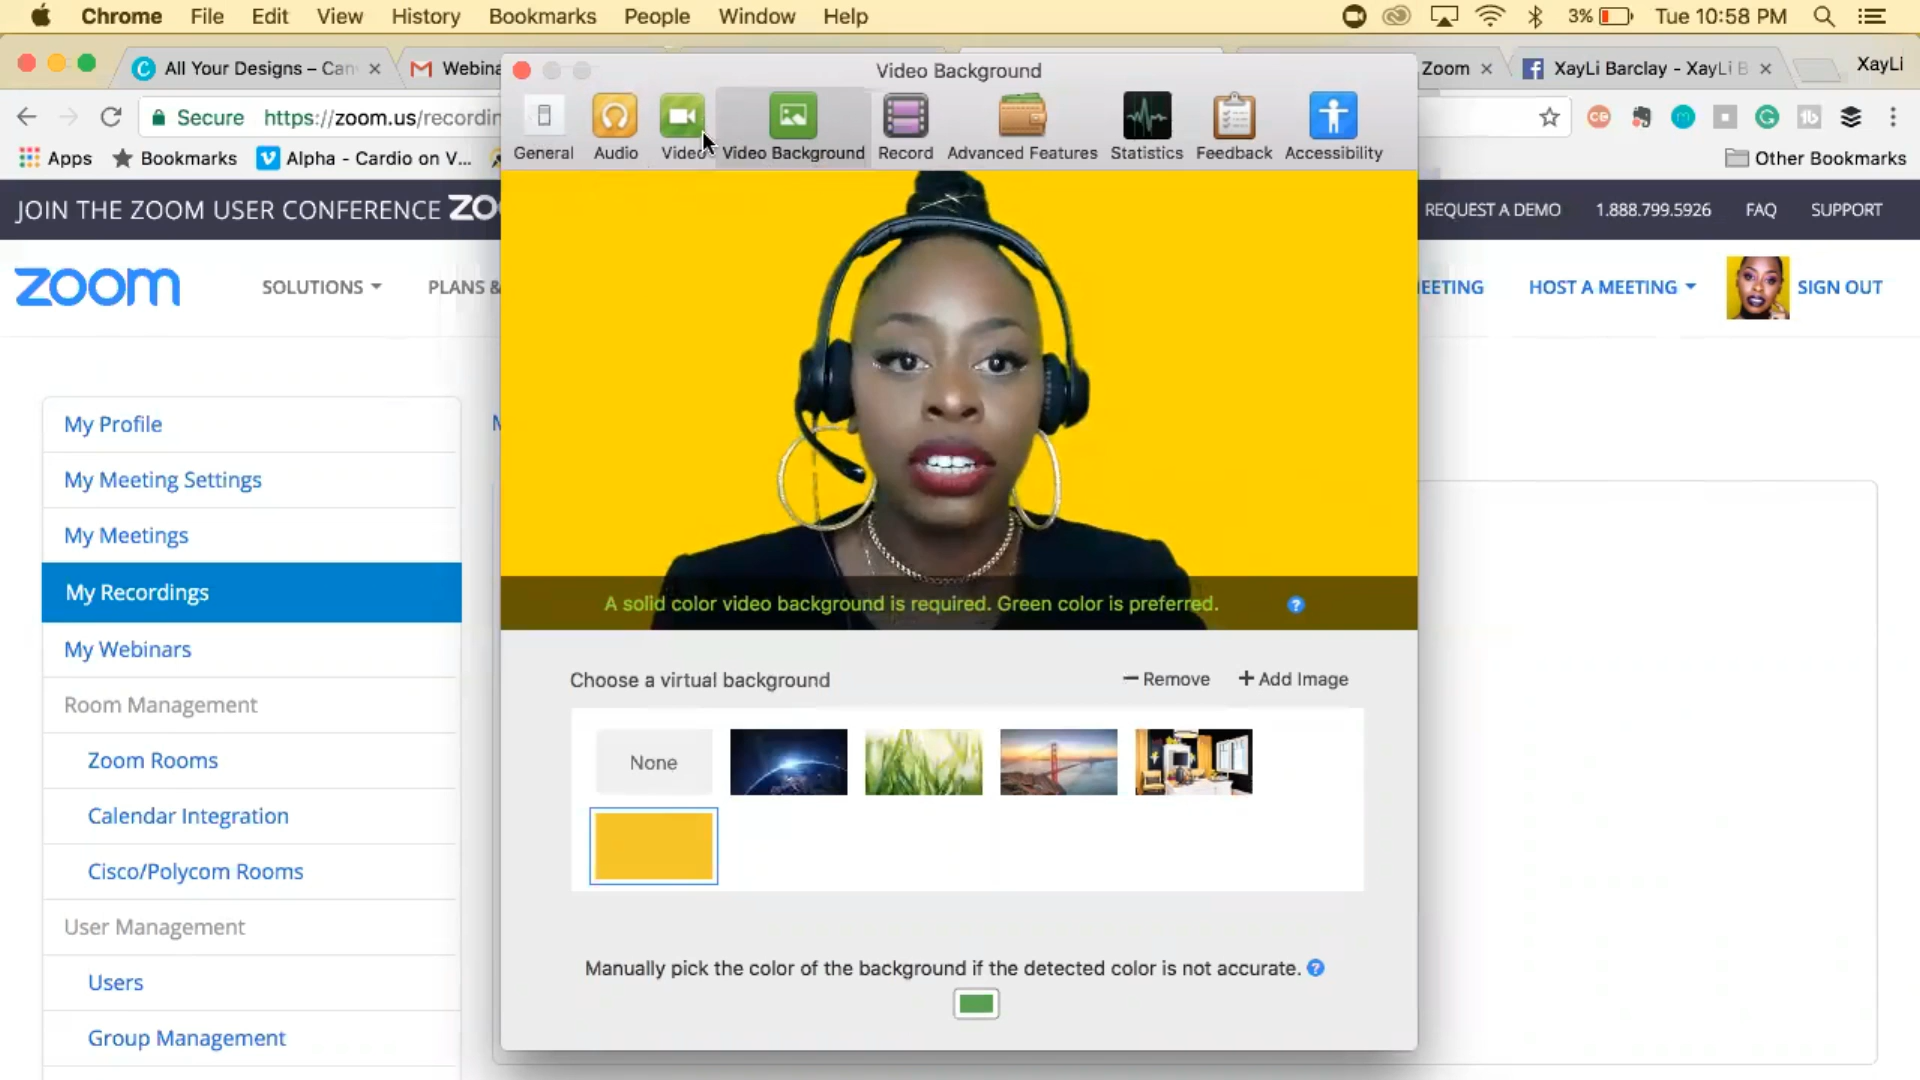 Chrome File Edit View History Bookmarks People Window Help 3% Tue 10:58 PM
All Your Designs – Can
Webina
Video Background
Zoom
XayLi Barclay - XayLi B
XayLi
Secure https://zoom.us/recordin
General Audio Video Video Background Record Advanced Features Statistics Feedback Accessibility
Apps Bookmarks Alpha - Cardio on V... Other Bookmarks
JOIN THE ZOOM USER CONFERENCE ZO
REQUEST A DEMO 1.888.799.5926 FAQ SUPPORT
zoom SOLUTIONS PLANS & EETING HOST A MEETING SIGN OUT
My Profile
My Meeting Settings
My Meetings
My Recordings
My Webinars
Room Management
Zoom Rooms
Calendar Integration
Cisco/Polycom Rooms
User Management
Users
Group Management
A solid color video background is required. Green color is preferred. ?
Choose a virtual background − Remove + Add Image
None
Manually pick the color of the background if the detected color is not accurate. ?